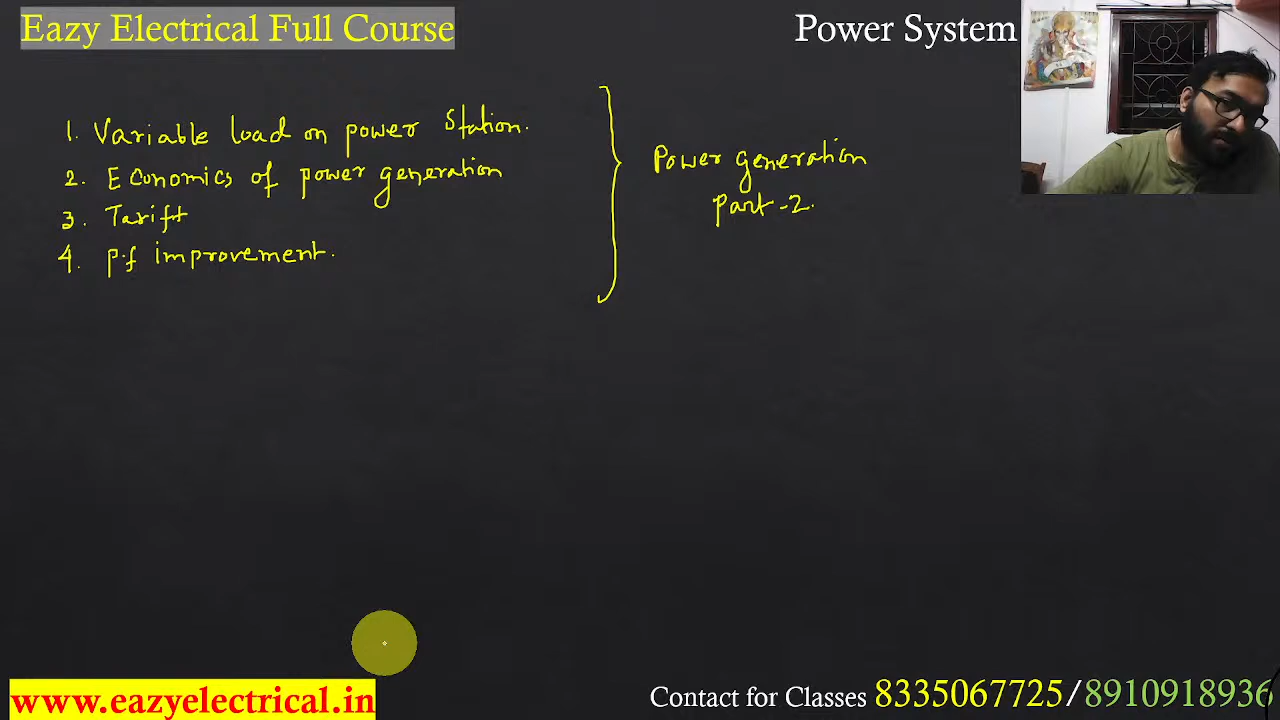 Eazy Electrical Full Course
Power System
1. Variable load on power Station.
2. Economics of power generation
3. Tariff
4. p.f improvement.
Power generation
Part-2.
www.eazyelectrical.in
Contact for Classes 8335067725/8910918936